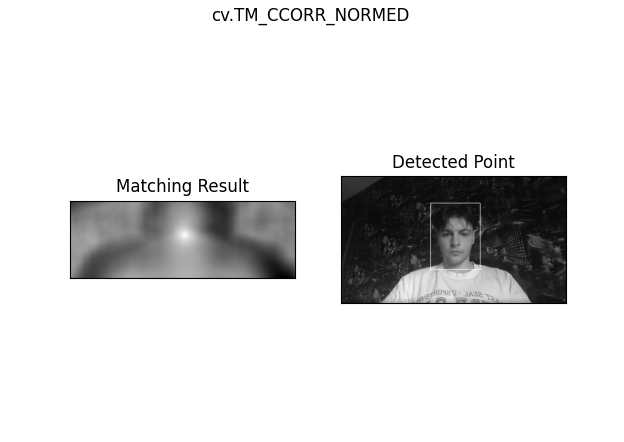 cv.TM_CCORR_NORMED
Detected Point
Matching Result